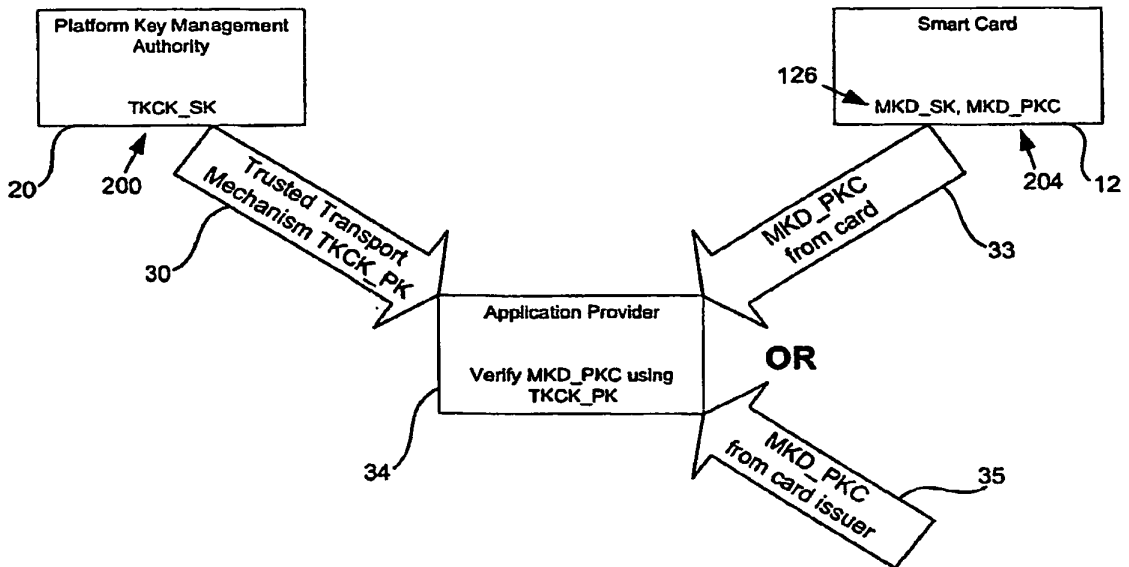 Platform Key Management
Authority
TKCK_SK
Smart Card
126
MKD_SK, MKD_PKC
20
200
204
12
Trusted Transport
Mechanism TKCK_PK
30
MKD_PKC
from card
33
Application Provider
Verify MKD_PKC using
TKCK_PK
OR
34
MKD_PKC
from card issuer
35